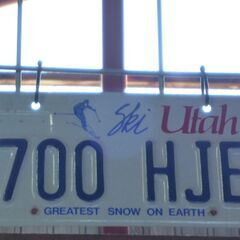 Ski Utah
700 HJE
GREATEST SNOW ON EARTH